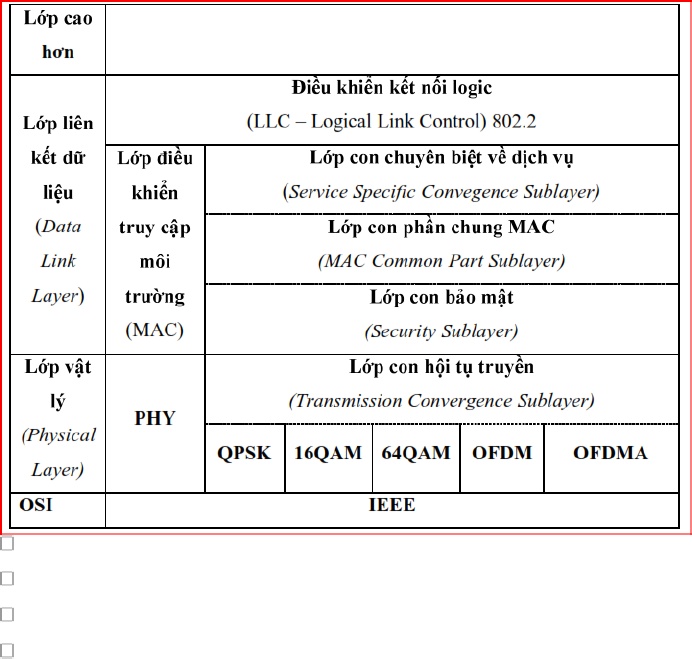 Lớp cao
hơn
Điều khiển kết nối logic
(LLC – Logical Link Control) 802.2
Lớp liên
kết dữ
liệu
(Data
Link
Layer)
Lớp điều
khiển
truy cập
môi
trường
(MAC)
Lớp con chuyên biệt về dịch vụ
(Service Specific Convegence Sublayer)
Lớp con phần chung MAC
(MAC Common Part Sublayer)
Lớp con bảo mật
(Security Sublayer)
Lớp vật
lý
(Physical
Layer)
PHY
Lớp con hội tụ truyền
(Transmission Convergence Sublayer)
QPSK 16QAM 64QAM OFDM OFDMA
OSI IEEE